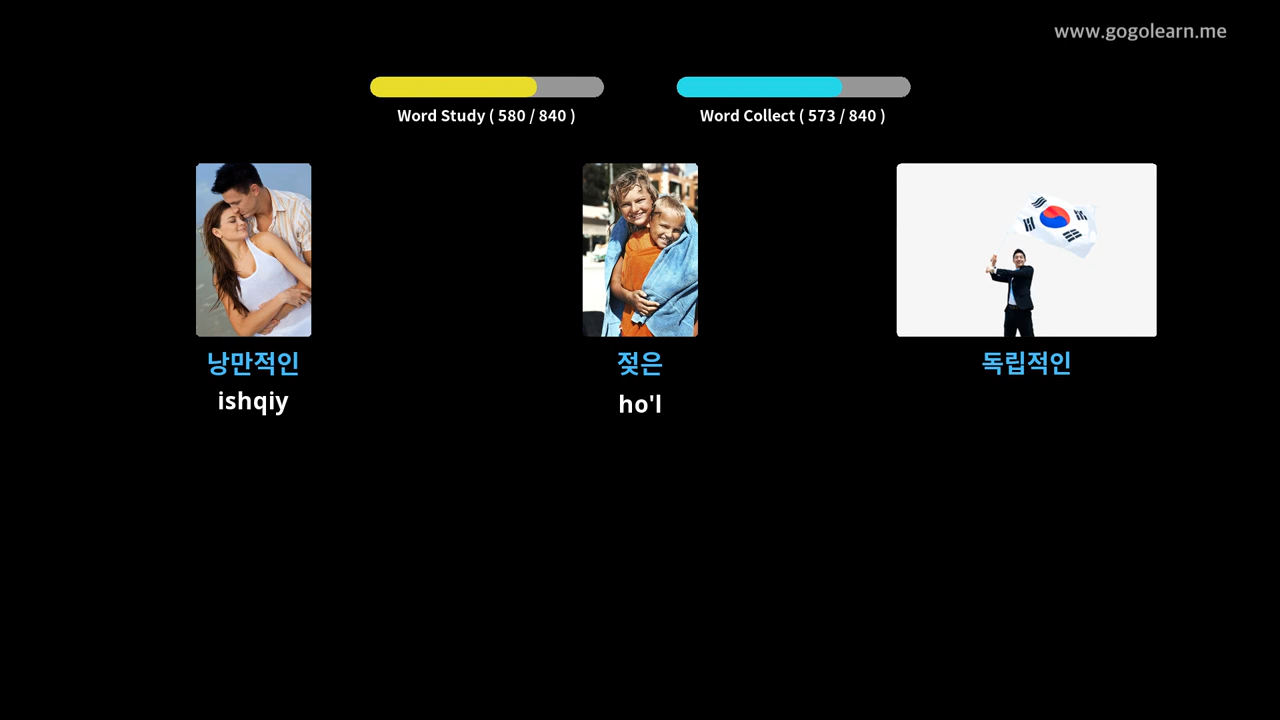 www.gogolearn.me
Word Study ( 580 / 840 )
Word Collect ( 573 / 840 )
낭만적인
ishqiy
젖은
ho'l
독립적인